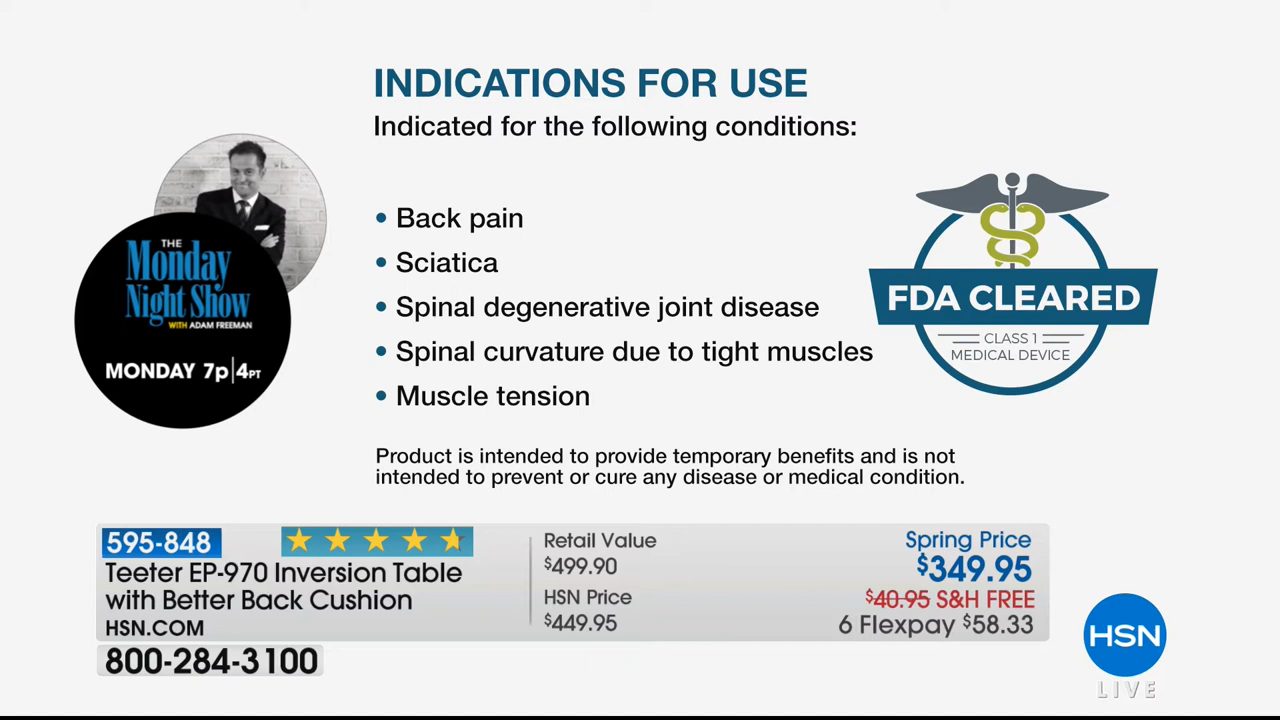 INDICATIONS FOR USE
Indicated for the following conditions:
• Back pain
• Sciatica
• Spinal degenerative joint disease
• Spinal curvature due to tight muscles
• Muscle tension
Product is intended to provide temporary benefits and is not
intended to prevent or cure any disease or medical condition.
THE
Monday
Night Show
WITH ADAM FREEMAN
MONDAY 7p|4PT
FDA CLEARED
CLASS 1
MEDICAL DEVICE
595-848
Teeter EP-970 Inversion Table
with Better Back Cushion
HSN.COM
800-284-3100
Retail Value
$499.90
HSN Price
$449.95
Spring Price
$349.95
$40.95 S&H FREE
6 Flexpay $58.33
HSN
LIVE